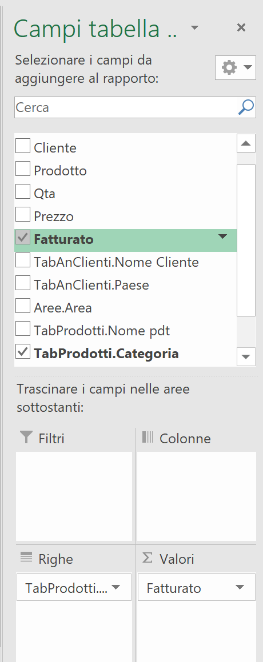 Campi tabella ..
Selezionare i campi da
aggiungere al rapporto:
Cerca
Cliente
Prodotto
Qta
Prezzo
Fatturato
TabAnClienti.Nome Cliente
TabAnClienti.Paese
Aree.Area
TabProdotti.Nome pdt
TabProdotti.Categoria
Trascinare i campi nelle aree
sottostanti:
Filtri
Colonne
Righe
Σ Valori
TabProdotti....
Fatturato